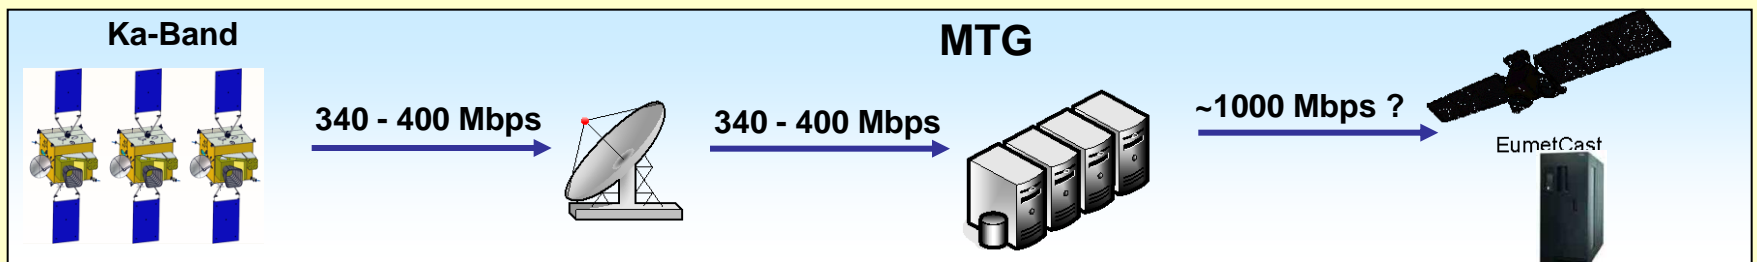 Ka-Band
MTG
340 - 400 Mbps
340 - 400 Mbps
~1000 Mbps ?
EumetCast